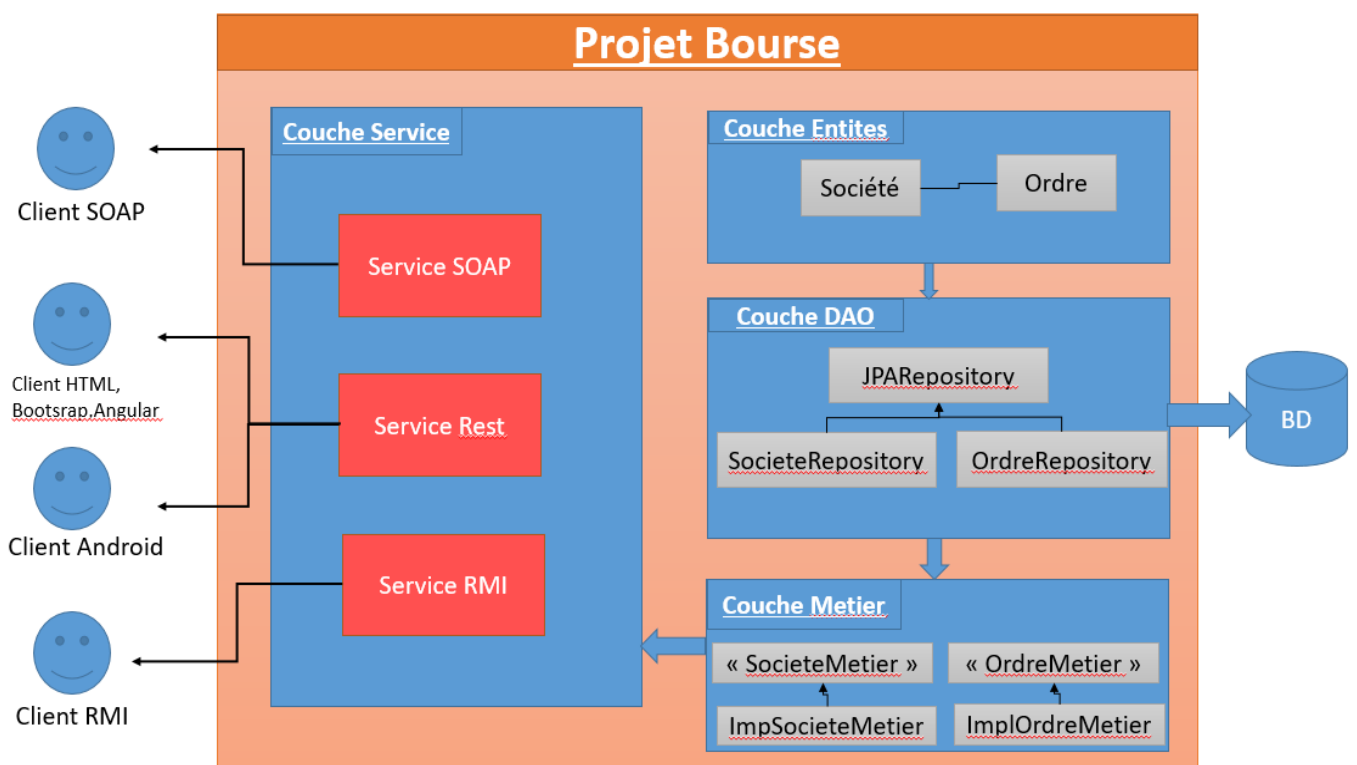 Projet Bourse
Couche Service
Service SOAP
Service Rest
Service RMI
Client SOAP
Client HTML,
Bootsrap,Angular
Client Android
Client RMI
Couche Entites
Société
Ordre
Couche DAO
JPARepository
SocieteRepository
OrdreRepository
BD
Couche Metier
« SocieteMetier »
« OrdreMetier »
ImpSocieteMetier
ImplOrdreMetier